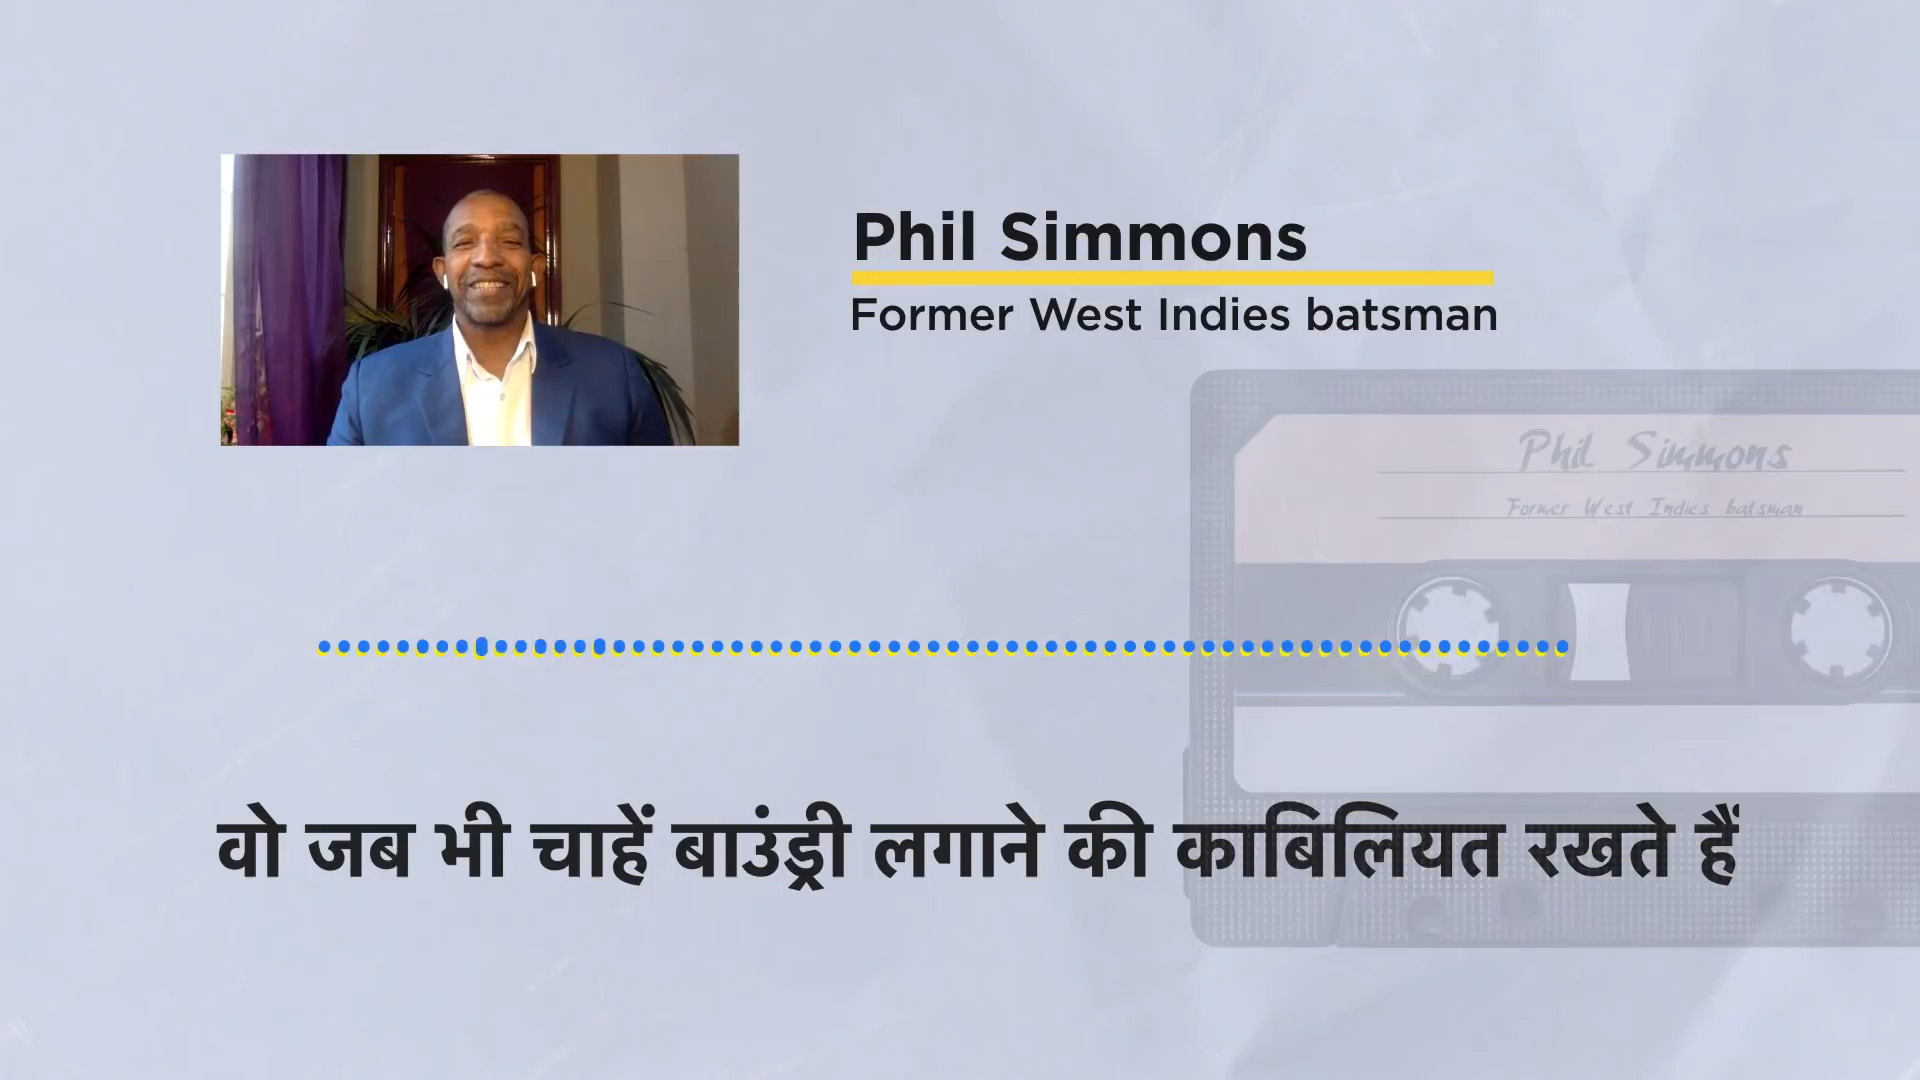 Phil Simmons
Former West Indies batsman
Phil Simmons
Former West Indies batsman
वो जब भी चाहें बाउंड्री लगाने की काबिलियत रखते हैं